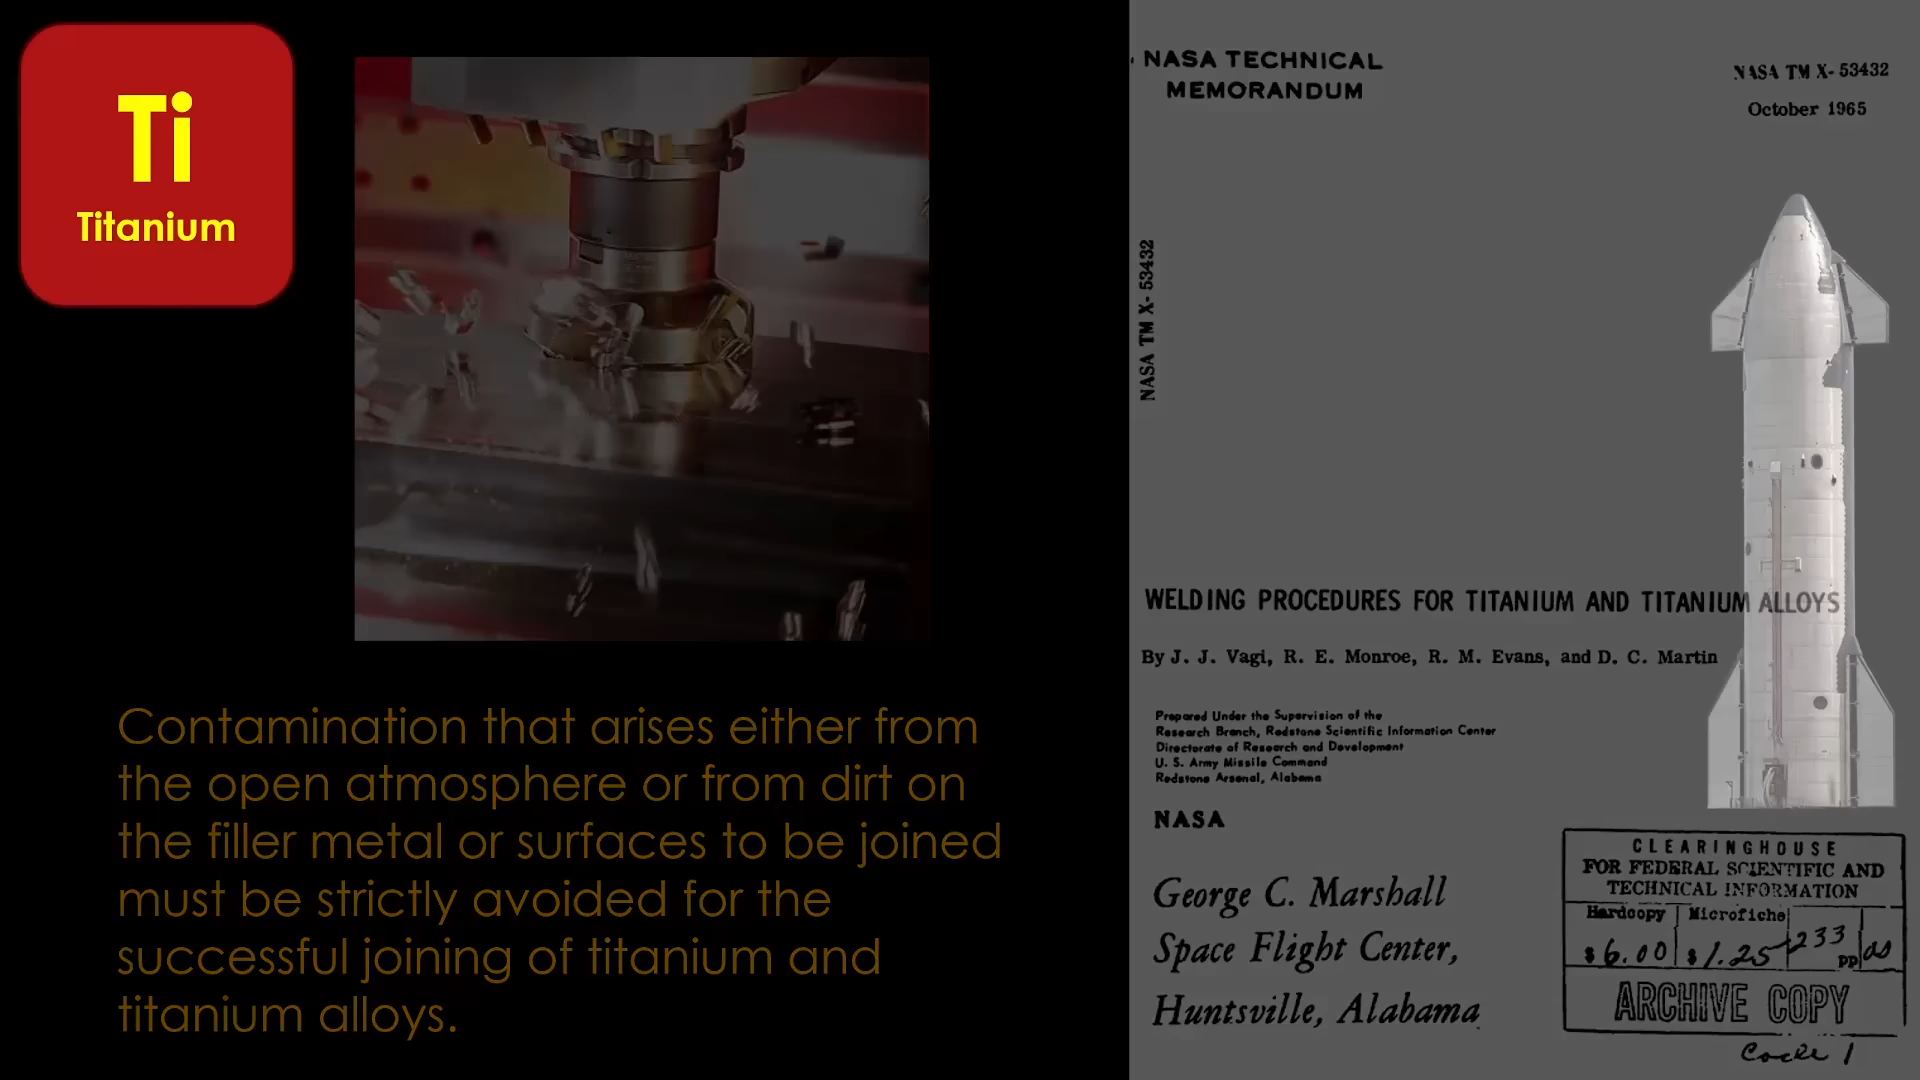 Ti
Titanium
Contamination that arises either from
the open atmosphere or from dirt on
the filler metal or surfaces to be joined
must be strictly avoided for the
successful joining of titanium and
titanium alloys.
NASA TECHNICAL
MEMORANDUM
NASA TM X- 53432
October 1965
NASA TM X- 53432
WELDING PROCEDURES FOR TITANIUM AND TITANIUM ALLOYS
By J. J. Vagi, R. E. Monroe, R. M. Evans, and D. C. Martin
Prepared Under the Supervision of the
Research Branch, Redstone Scientific Information Center
Directorate of Research and Development
U. S. Army Missile Command
Redstone Arsenal, Alabama
NASA
George C. Marshall
Space Flight Center,
Huntsville, Alabama
CLEARINGHOUSE
FOR FEDERAL SCIENTIFIC AND
TECHNICAL INFORMATION
Hardcopy Microfiche
$6.00 $1.25 233 pp as
ARCHIVE COPY
Code 1